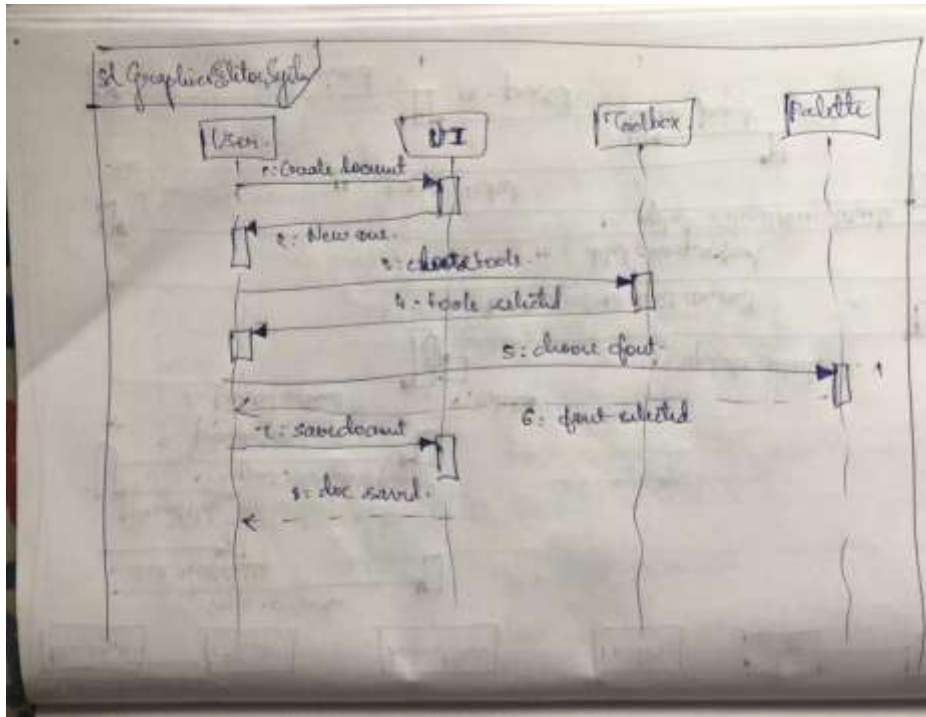 sd GraphicsEditorSystem
User
UI
Toolbox
Palette
1: Create document
2: New one.
3: choose tools.
4: tools selected
5: choose font.
6: font selected
7: save document
8: doc saved.